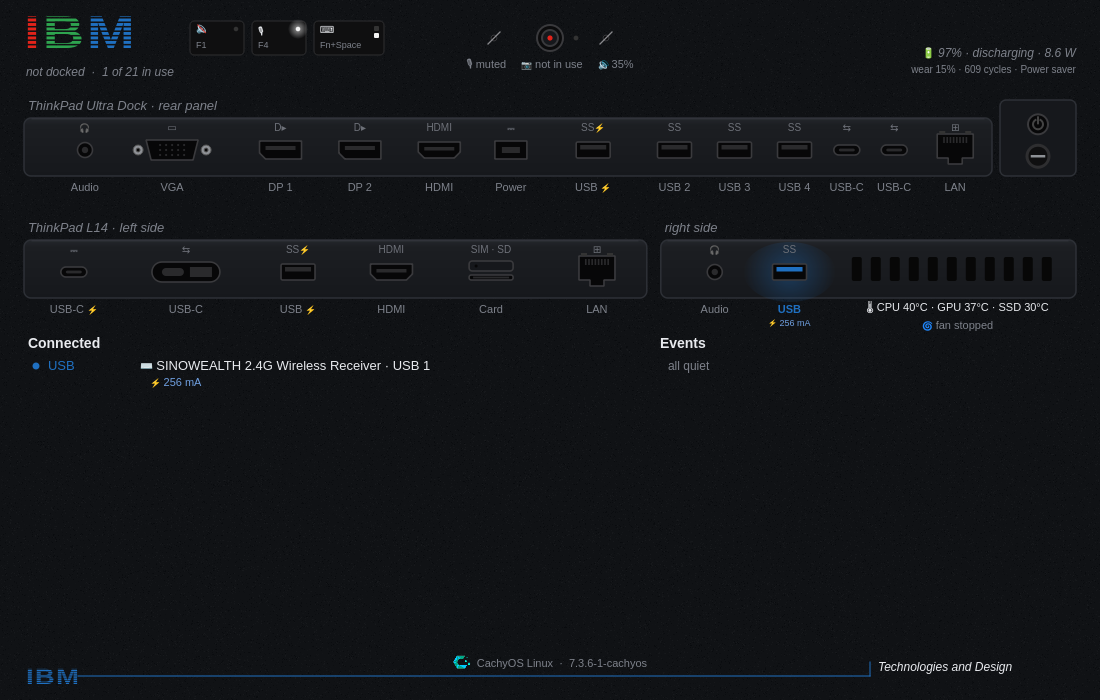 IBM
F1
F4
Fn+Space
muted
not in use
35%
97% · discharging · 8.6 W
wear 15% · 609 cycles · Power saver
not docked · 1 of 21 in use
ThinkPad Ultra Dock · rear panel
D▸ D▸ HDMI SS⚡ SS SS SS
Audio VGA DP 1 DP 2 HDMI Power USB ⚡ USB 2 USB 3 USB 4 USB-C USB-C LAN
ThinkPad L14 · left side
SS⚡ HDMI SIM · SD
USB-C ⚡ USB-C USB ⚡ HDMI Card LAN
right side
SS
Audio USB
⚡ 256 mA
CPU 40°C · GPU 37°C · SSD 30°C
fan stopped
Connected
USB SINOWEALTH 2.4G Wireless Receiver · USB 1
⚡ 256 mA
Events
all quiet
CachyOS Linux · 7.3.6-1-cachyos
IBM
Technologies and Design